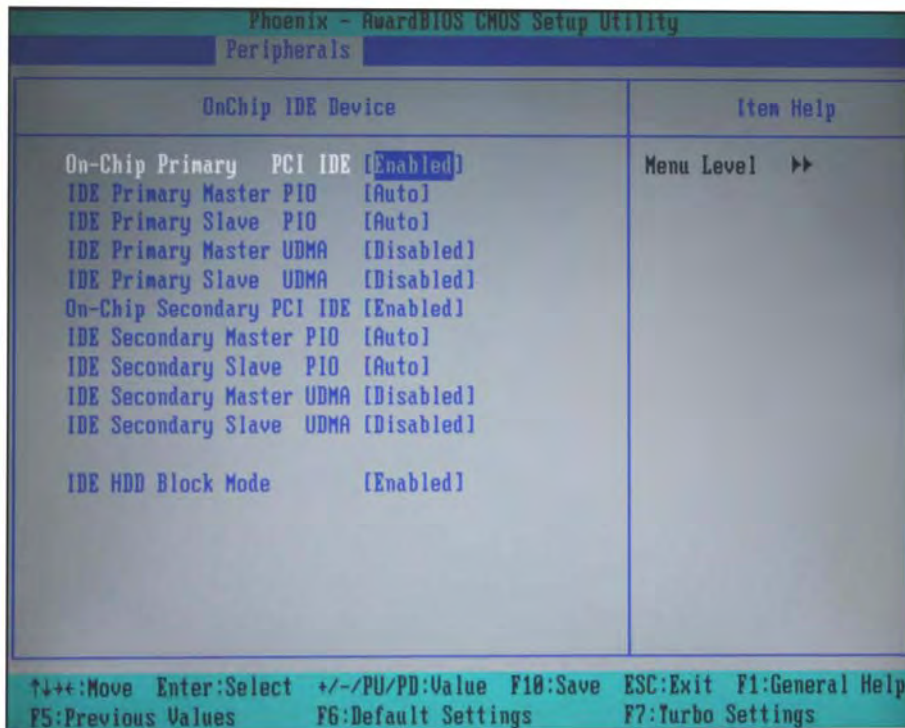 Phoenix - AwardBIOS CMOS Setup Utility
Peripherals
OnChip IDE Device
Item Help
On-Chip Primary PCI IDE [Enabled]
Menu Level ▸▸
IDE Primary Master PIO [Auto]
IDE Primary Slave PIO [Auto]
IDE Primary Master UDMA [Disabled]
IDE Primary Slave UDMA [Disabled]
On-Chip Secondary PCI IDE [Enabled]
IDE Secondary Master PIO [Auto]
IDE Secondary Slave PIO [Auto]
IDE Secondary Master UDMA [Disabled]
IDE Secondary Slave UDMA [Disabled]
IDE HDD Block Mode [Enabled]
↑↓→←:Move Enter:Select +/-/PU/PD:Value F10:Save ESC:Exit F1:General Help
F5:Previous Values F6:Default Settings F7:Turbo Settings